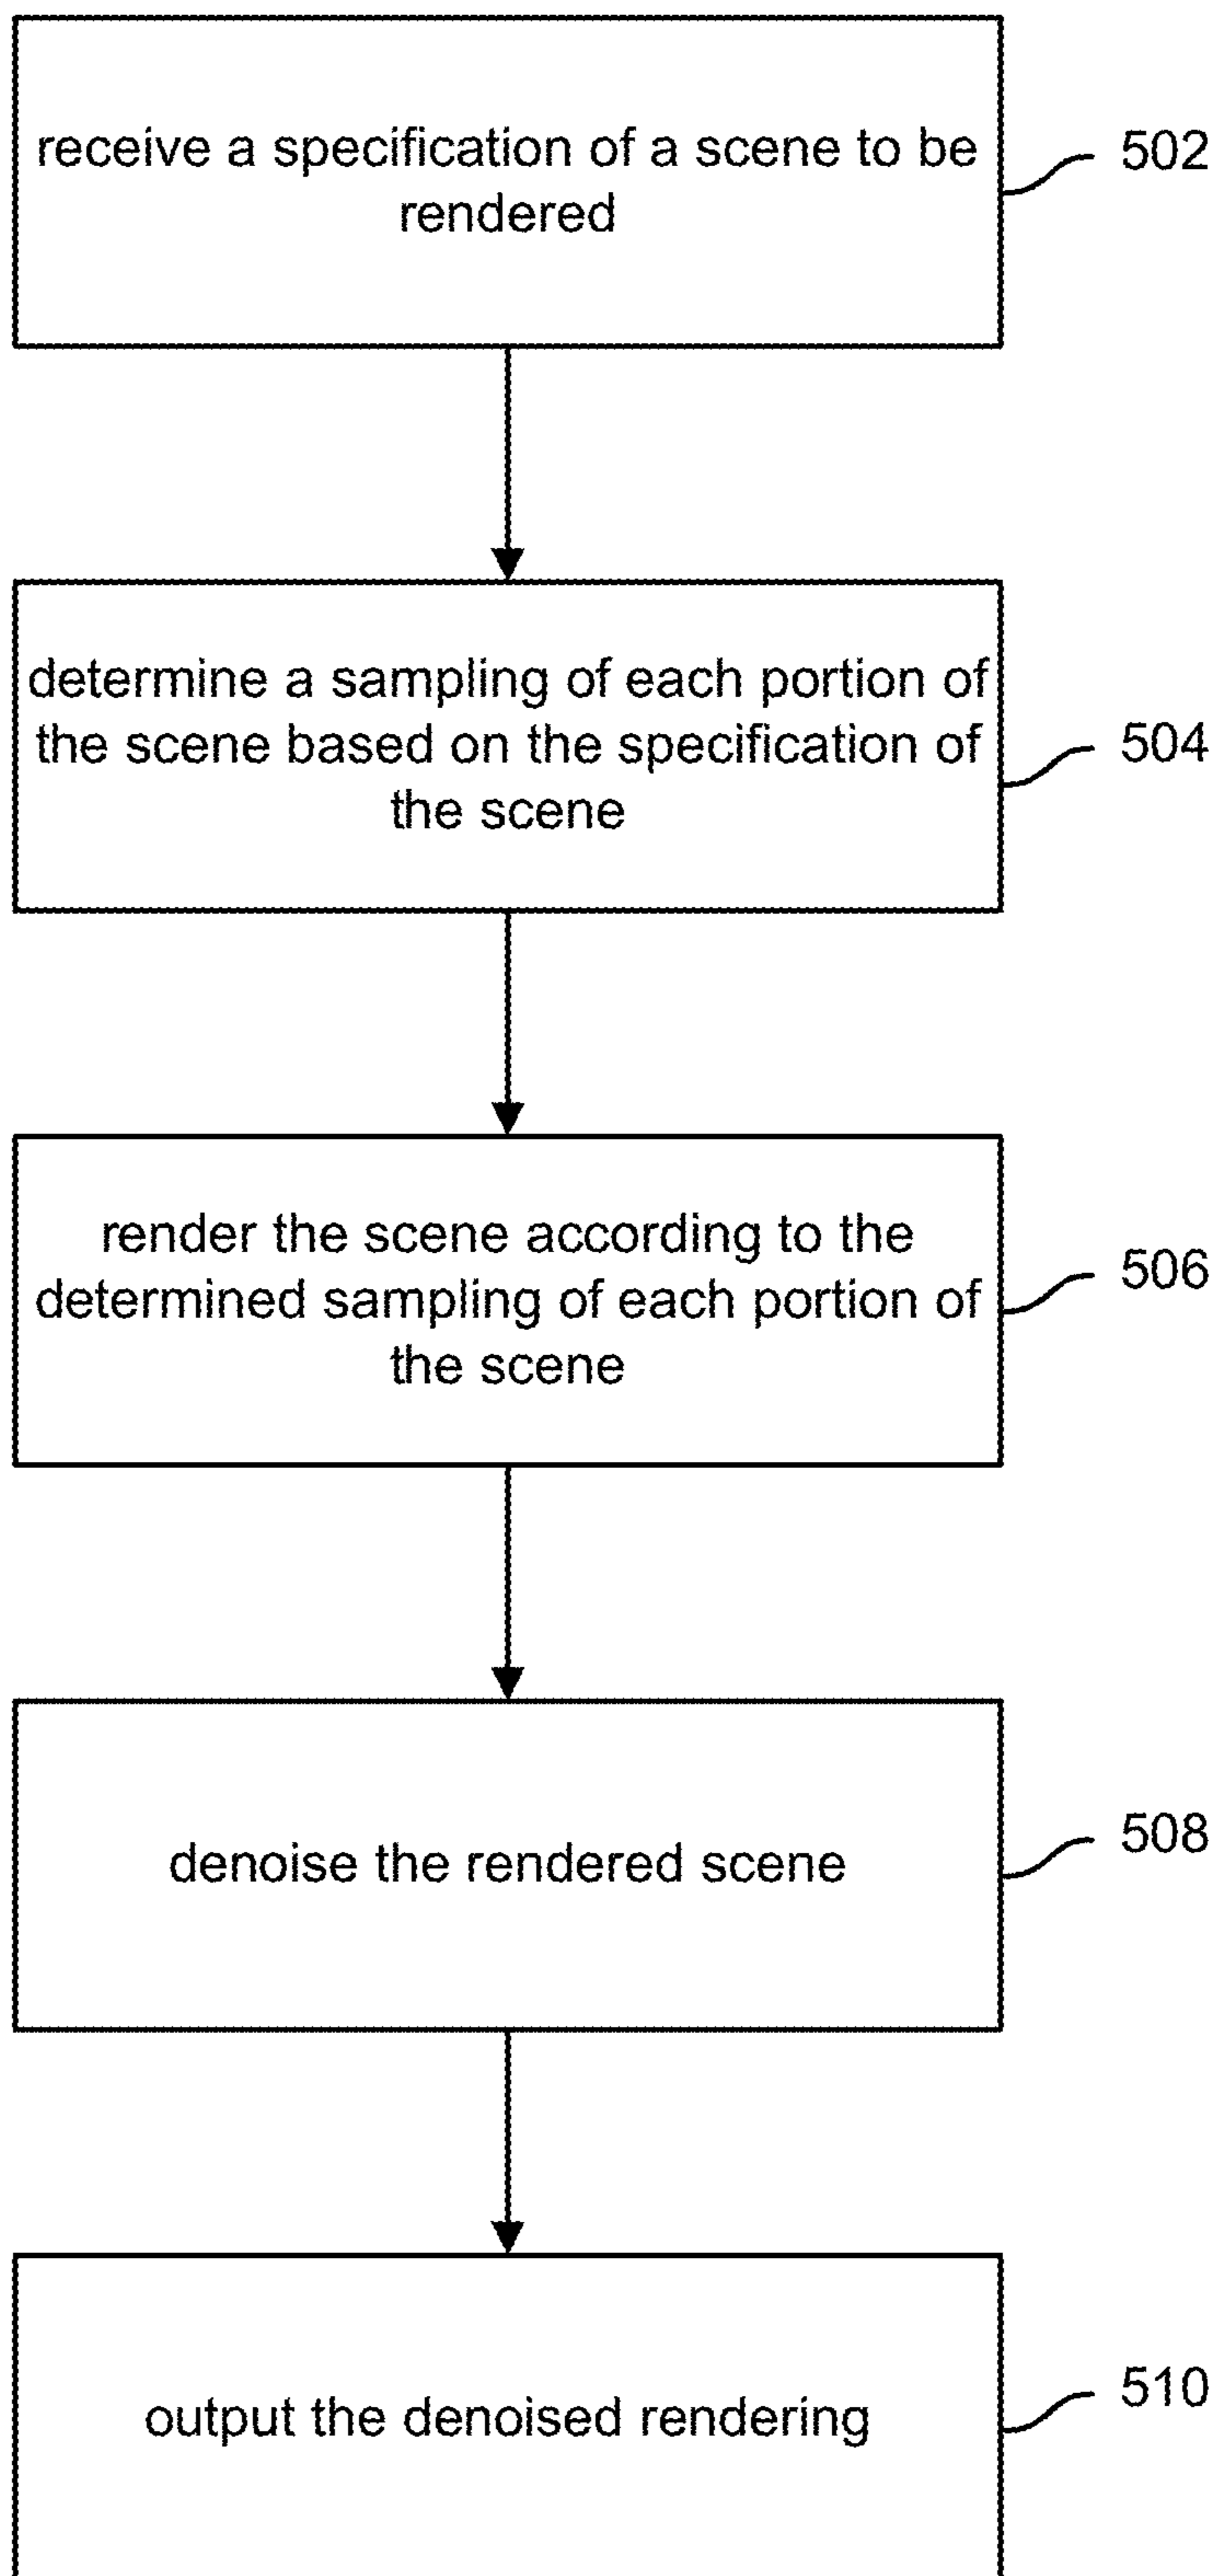 receive a specification of a scene to be
rendered
502
determine a sampling of each portion of
the scene based on the specification of
the scene
504
render the scene according to the
determined sampling of each portion of
the scene
506
denoise the rendered scene
508
output the denoised rendering
510